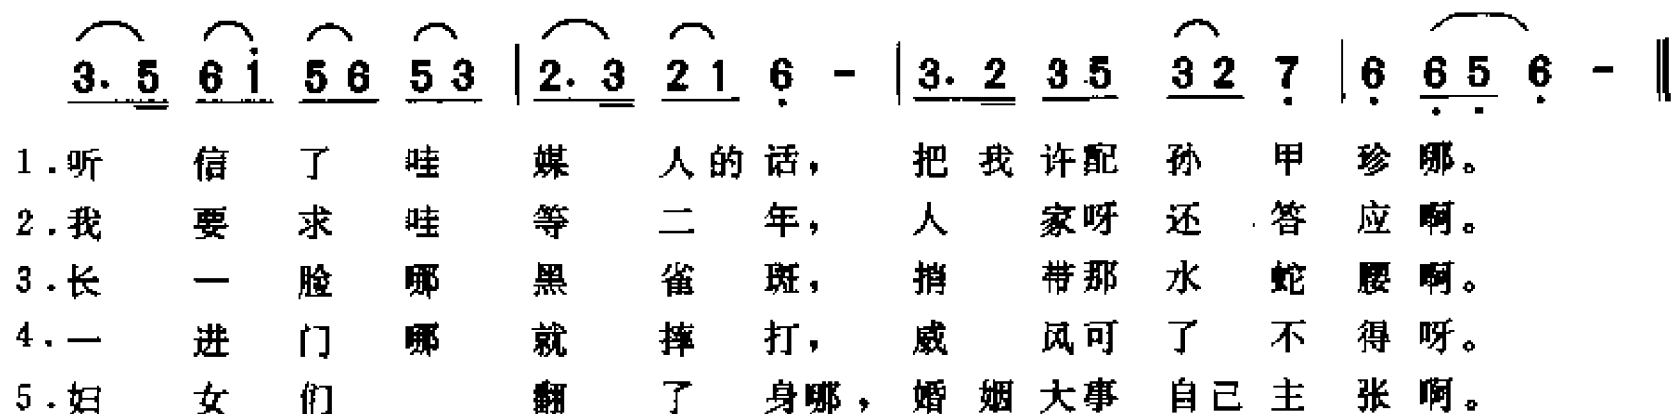 3. 5 6 i 5 6 5 3 | 2. 3 2 1 6 - | 3. 2 3 5 3 2 7 | 6 6 5 6 - ‖
1.听信了哇媒人的话，把我许配孙甲珍哪。
2.我要求哇等二年，人家呀还答应啊。
3.长一脸哪黑雀斑，捎带那水蛇腰啊。
4.一进门哪就摔打，威风可了不得呀。
5.妇女们翻了身哪，婚姻大事自己主张啊。